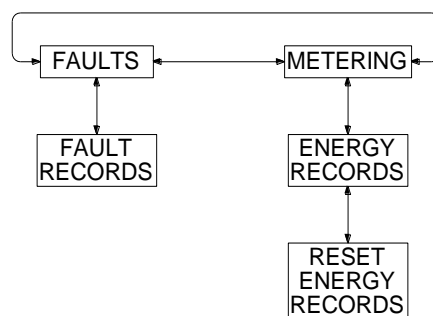 FAULTS
METERING
FAULT
RECORDS
ENERGY
RECORDS
RESET
ENERGY
RECORDS